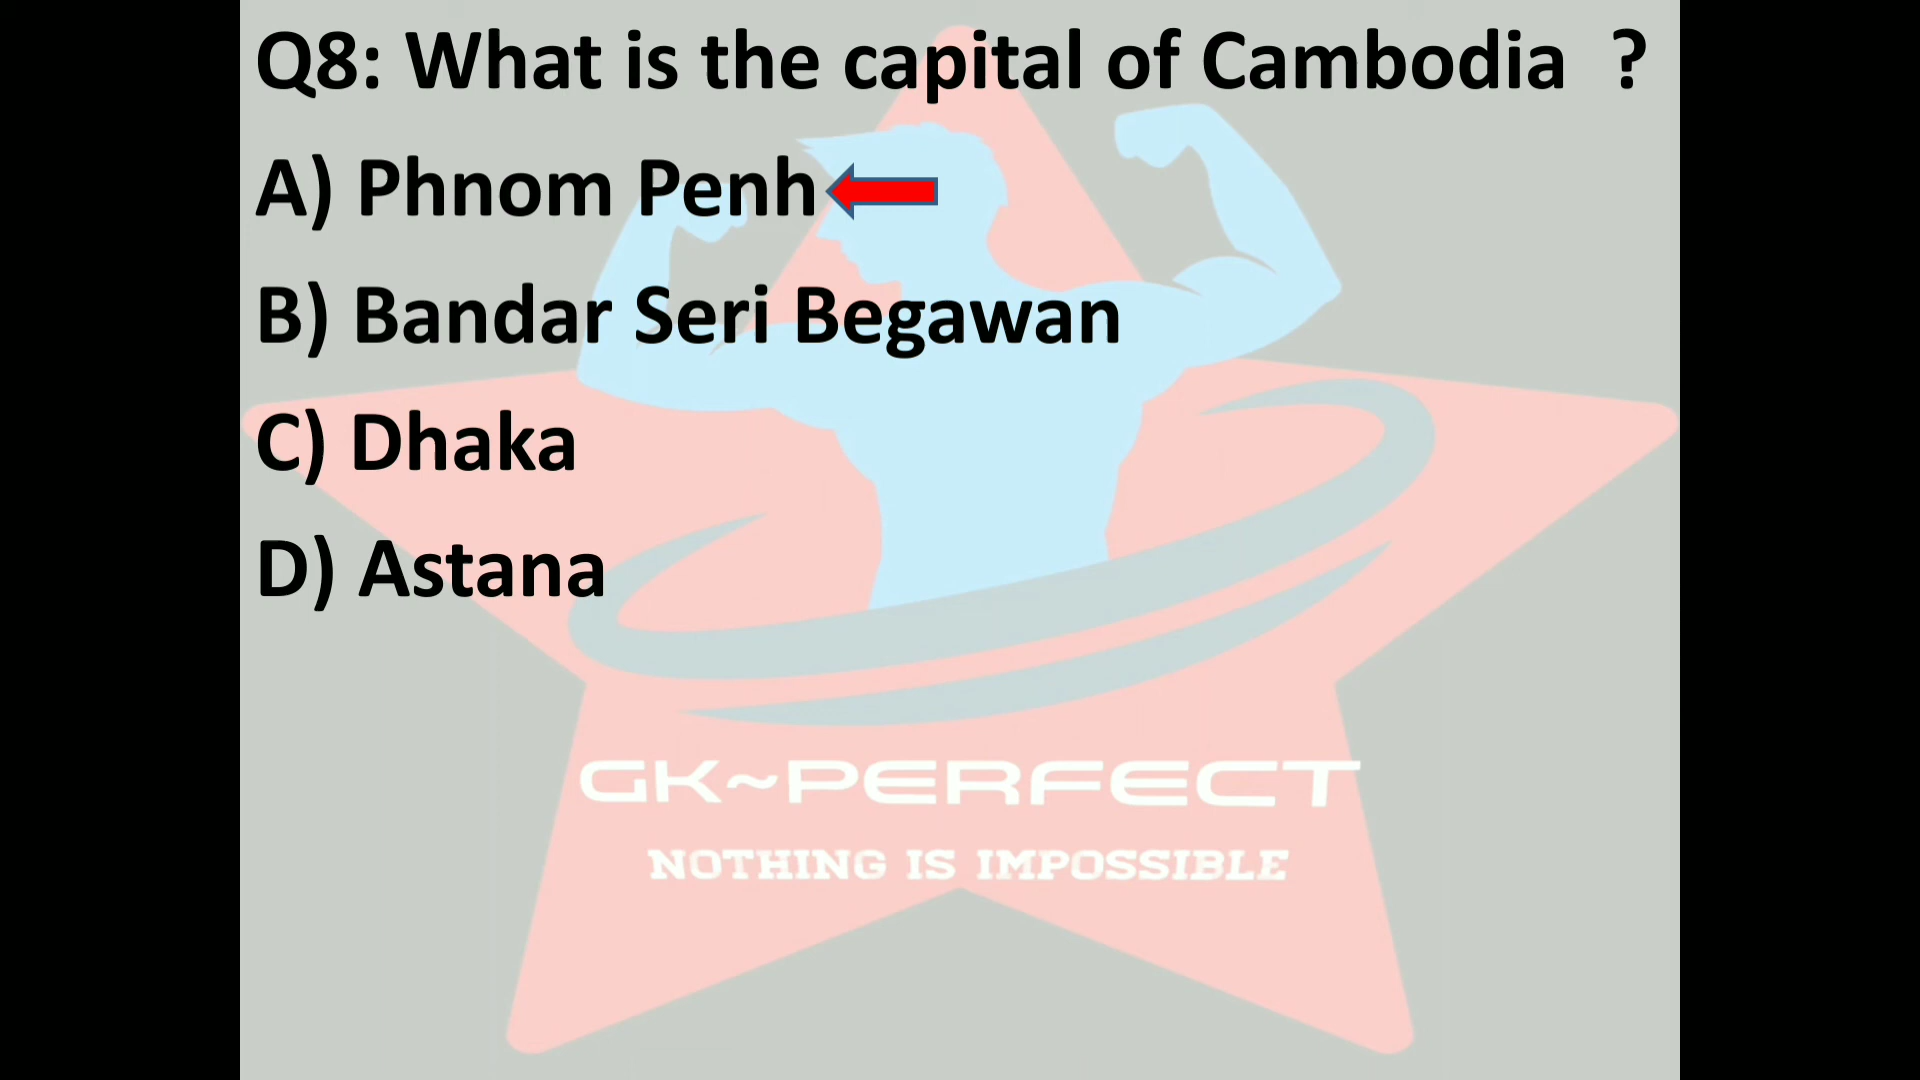 Q8: What is the capital of Cambodia ?
A) Phnom Penh
B) Bandar Seri Begawan
C) Dhaka
D) Astana
GK~PERFECT
NOTHING IS IMPOSSIBLE